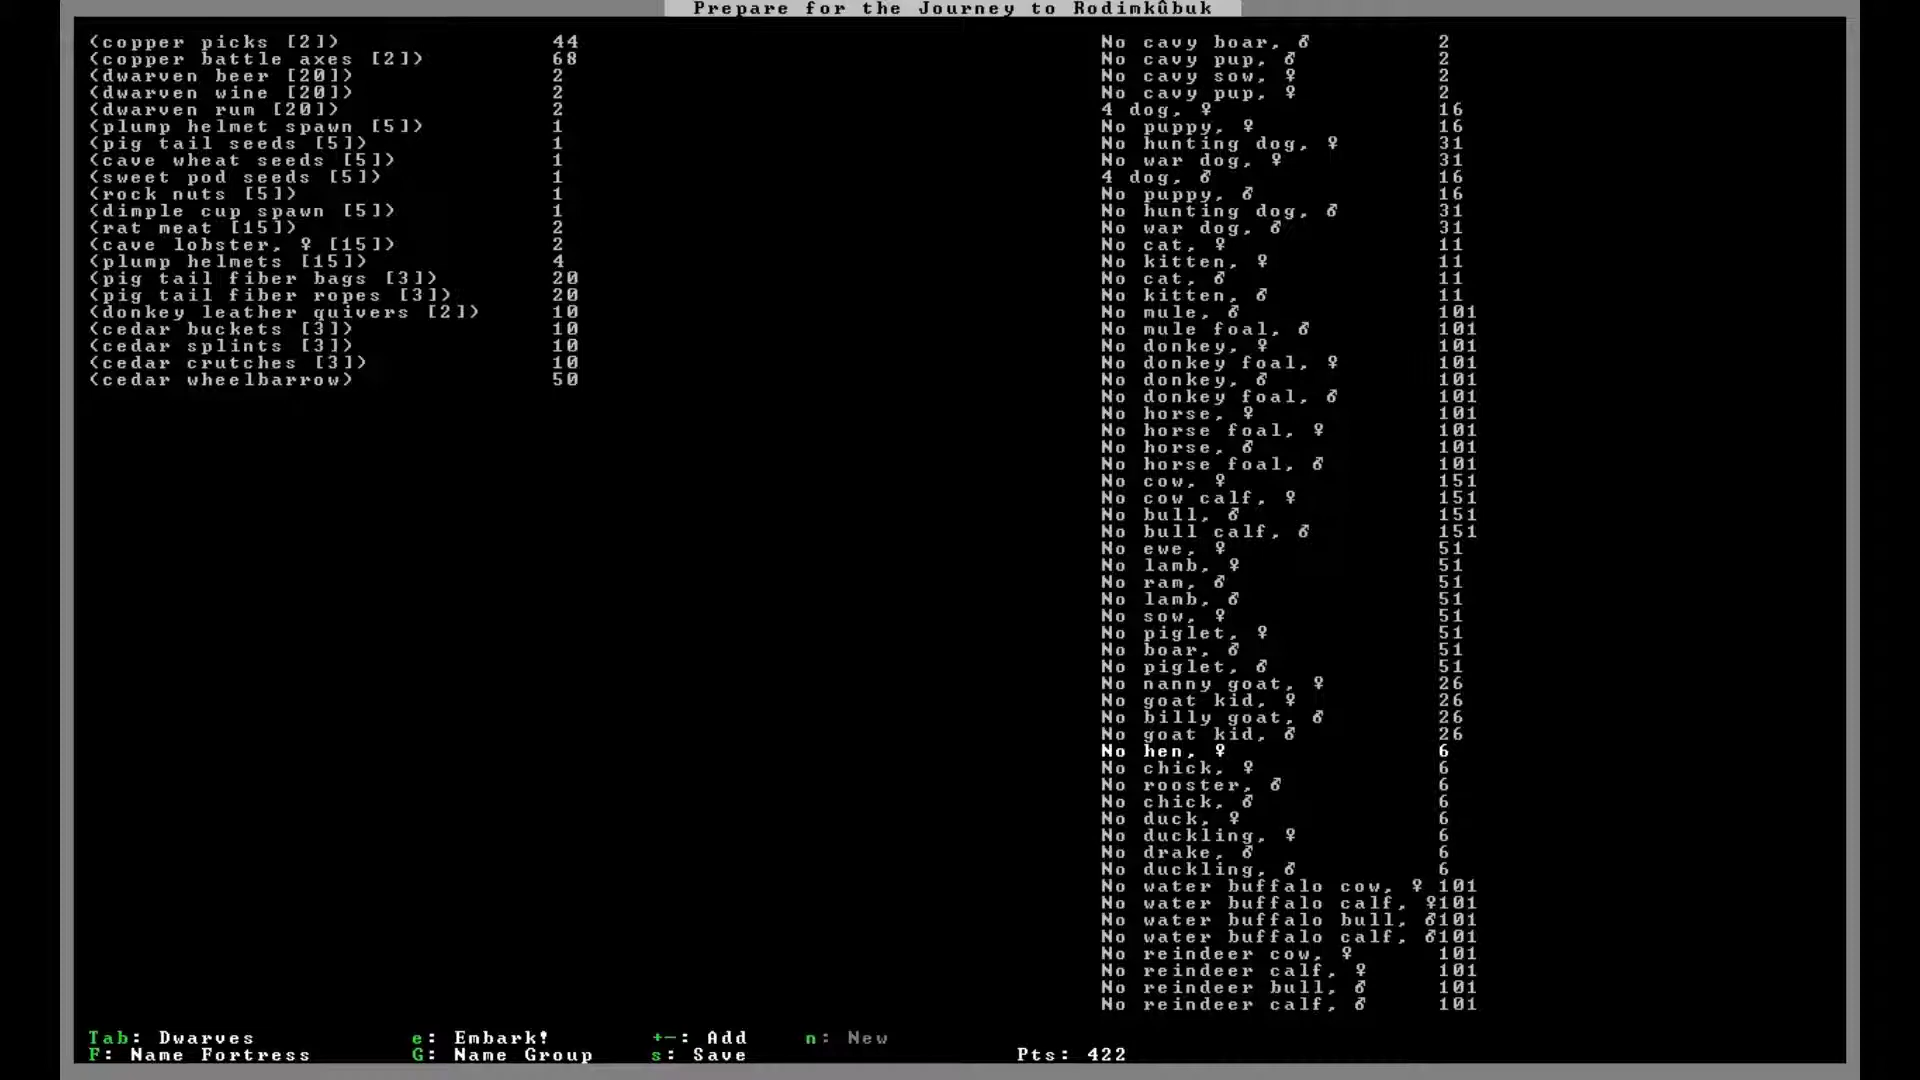 Prepare for the Journey to Rodimkûbuk
(copper picks [2]) 44
(copper battle axes [2]) 68
(dwarven beer [20]) 2
(dwarven wine [20]) 2
(dwarven rum [20]) 2
(plump helmet spawn [5]) 1
(pig tail seeds [5]) 1
(cave wheat seeds [5]) 1
(sweet pod seeds [5]) 1
(rock nuts [5]) 1
(dimple cup spawn [5]) 1
(rat meat [15]) 2
(cave lobster, ♀ [15]) 2
(plump helmets [15]) 4
(pig tail fiber bags [3]) 20
(pig tail fiber ropes [3]) 20
(donkey leather quivers [2]) 10
(cedar buckets [3]) 10
(cedar splints [3]) 10
(cedar crutches [3]) 10
(cedar wheelbarrow) 50
No cavy boar, ♂ 2
No cavy pup, ♂ 2
No cavy sow, ♀ 2
No cavy pup, ♀ 2
4 dog, ♀ 16
No puppy, ♀ 16
No hunting dog, ♀ 31
No war dog, ♀ 31
4 dog, ♂ 16
No puppy, ♂ 16
No hunting dog, ♂ 31
No war dog, ♂ 31
No cat, ♀ 11
No kitten, ♀ 11
No cat, ♂ 11
No kitten, ♂ 11
No mule, ♂ 101
No mule foal, ♂ 101
No donkey, ♀ 101
No donkey foal, ♀ 101
No donkey, ♂ 101
No donkey foal, ♂ 101
No horse, ♀ 101
No horse foal, ♀ 101
No horse, ♂ 101
No horse foal, ♂ 101
No cow, ♀ 151
No cow calf, ♀ 151
No bull, ♂ 151
No bull calf, ♂ 151
No ewe, ♀ 51
No lamb, ♀ 51
No ram, ♂ 51
No lamb, ♂ 51
No sow, ♀ 51
No piglet, ♀ 51
No boar, ♂ 51
No piglet, ♂ 51
No nanny goat, ♀ 26
No goat kid, ♀ 26
No billy goat, ♂ 26
No goat kid, ♂ 26
No hen, ♀ 6
No chick, ♀ 6
No rooster, ♂ 6
No chick, ♂ 6
No duck, ♀ 6
No duckling, ♀ 6
No drake, ♂ 6
No duckling, ♂ 6
No water buffalo cow, ♀ 101
No water buffalo calf, ♀101
No water buffalo bull, ♂101
No water buffalo calf, ♂101
No reindeer cow, ♀ 101
No reindeer calf, ♀ 101
No reindeer bull, ♂ 101
No reindeer calf, ♂ 101
Tab: Dwarves e: Embark! +-: Add n: New
F: Name Fortress G: Name Group s: Save Pts: 422